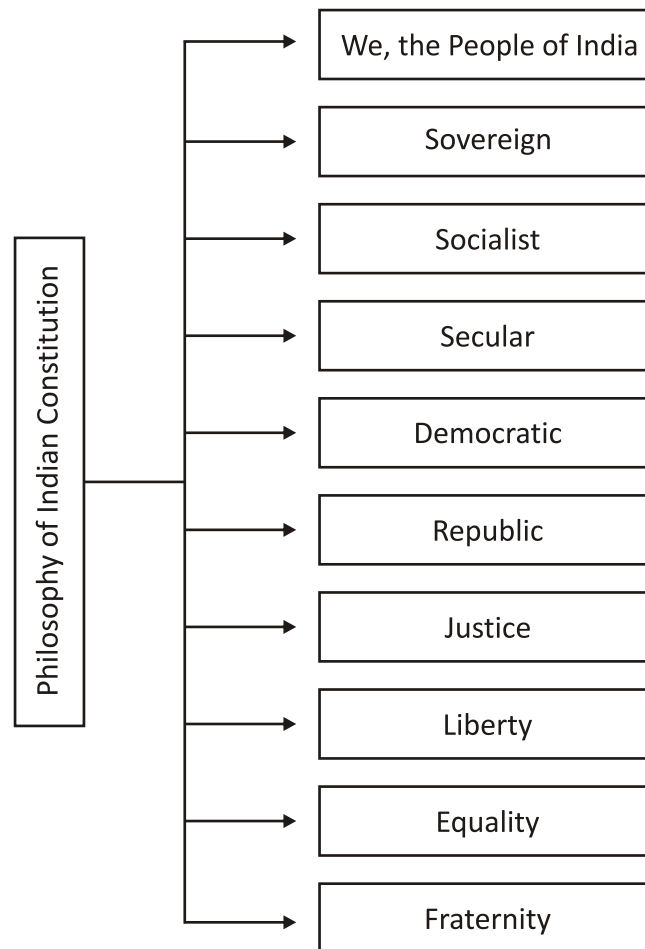 Philosophy of Indian Constitution
We, the People of India
Sovereign
Socialist
Secular
Democratic
Republic
Justice
Liberty
Equality
Fraternity